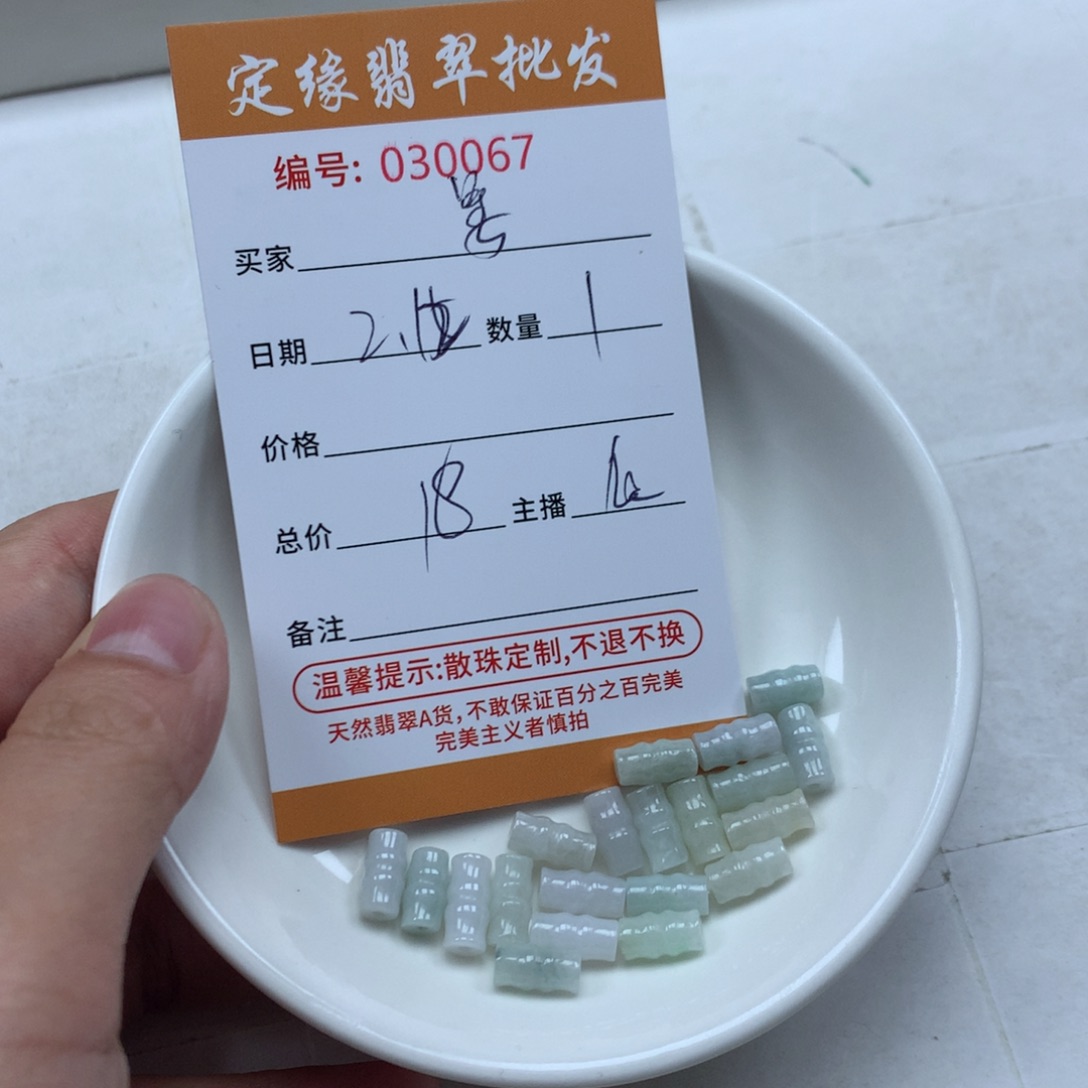 定缘翡翠批发
编号: 030067
买家
日期 数量 1
价格
总价 18 主播
备注
温馨提示:散珠定制,不退不换
天然翡翠A货,不敢保证百分之百完美
完美主义者慎拍